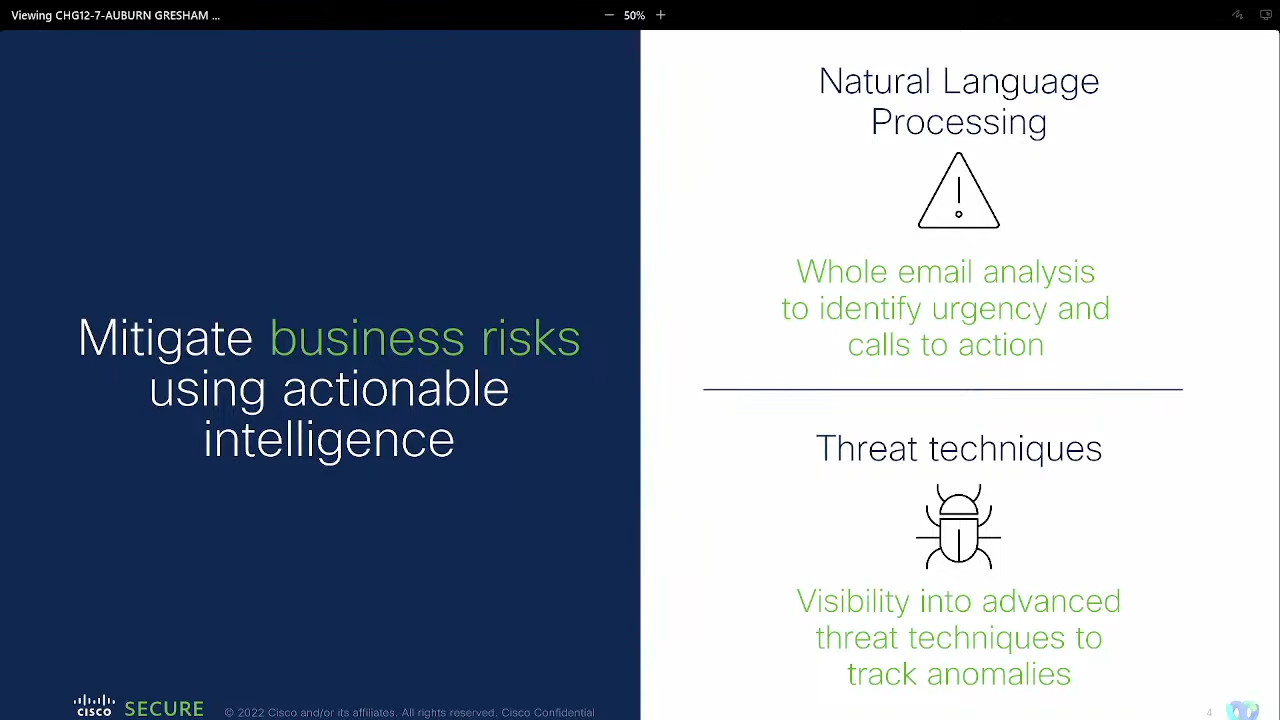 Viewing CHG12-7-AUBURN GRESHAM ...
50%
Mitigate business risks
using actionable
intelligence
Natural Language
Processing
Whole email analysis
to identify urgency and
calls to action
Threat techniques
Visibility into advanced
threat techniques to
track anomalies
CISCO SECURE
© 2022 Cisco and/or its affiliates. All rights reserved. Cisco Confidential
4